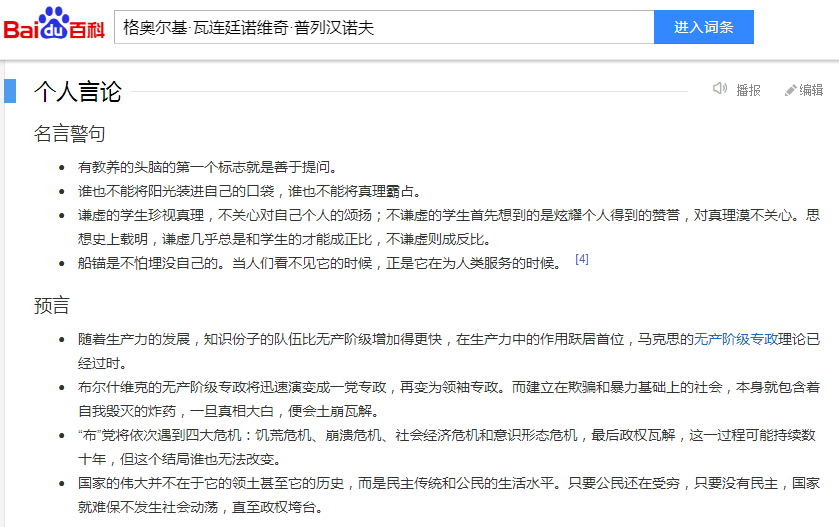 Baidu百科
格奥尔基·瓦连廷诺维奇·普列汉诺夫
进入词条
个人言论
播报
编辑
名言警句
有教养的头脑的第一个标志就是善于提问。
谁也不能将阳光装进自己的口袋，谁也不能将真理霸占。
谦虚的学生珍视真理，不关心对自己个人的颂扬；不谦虚的学生首先想到的是炫耀个人得到的赞誉，对真理漠不关心。思
想史上载明，谦虚几乎总是和学生的才能成正比，不谦虚则成反比。
船锚是不怕埋没自己的。当人们看不见它的时候，正是它在为人类服务的时候。 [4]
预言
随着生产力的发展，知识份子的队伍比无产阶级增加得更快，在生产力中的作用跃居首位，马克思的无产阶级专政理论已
经过时。
布尔什维克的无产阶级专政将迅速演变成一党专政，再变为领袖专政。而建立在欺骗和暴力基础上的社会，本身就包含着
自我毁灭的炸药，一旦真相大白，便会土崩瓦解。
“布”党将依次遇到四大危机：饥荒危机、崩溃危机、社会经济危机和意识形态危机，最后政权瓦解，这一过程可能持续数
十年，但这个结局谁也无法改变。
国家的伟大并不在于它的领土甚至它的历史，而是民主传统和公民的生活水平。只要公民还在受穷，只要没有民主，国家
就难保不发生社会动荡，直至政权垮台。